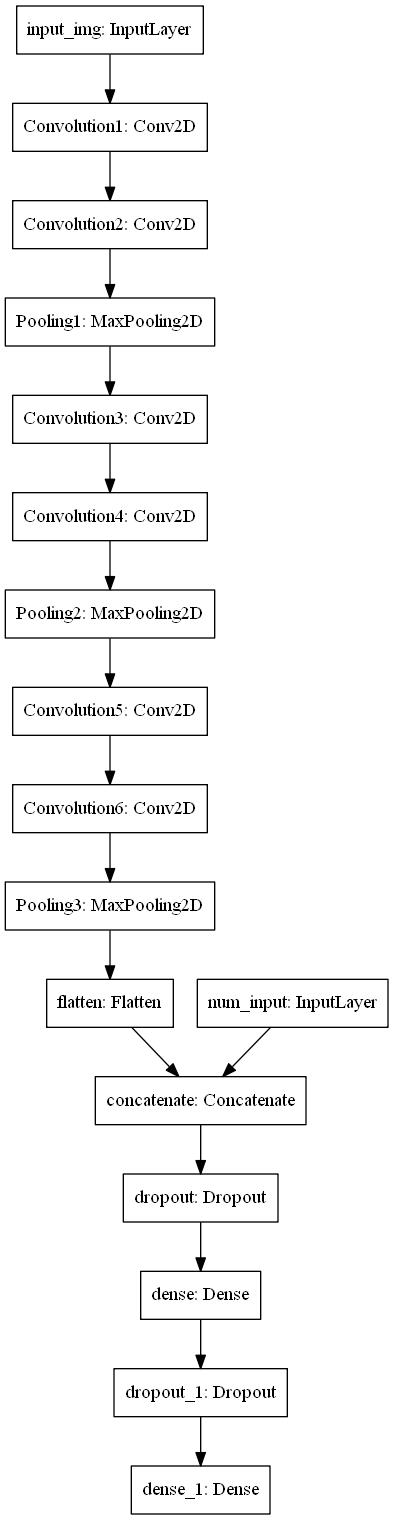 input_img: InputLayer
Convolution1: Conv2D
Convolution2: Conv2D
Pooling1: MaxPooling2D
Convolution3: Conv2D
Convolution4: Conv2D
Pooling2: MaxPooling2D
Convolution5: Conv2D
Convolution6: Conv2D
Pooling3: MaxPooling2D
flatten: Flatten
num_input: InputLayer
concatenate: Concatenate
dropout: Dropout
dense: Dense
dropout_1: Dropout
dense_1: Dense